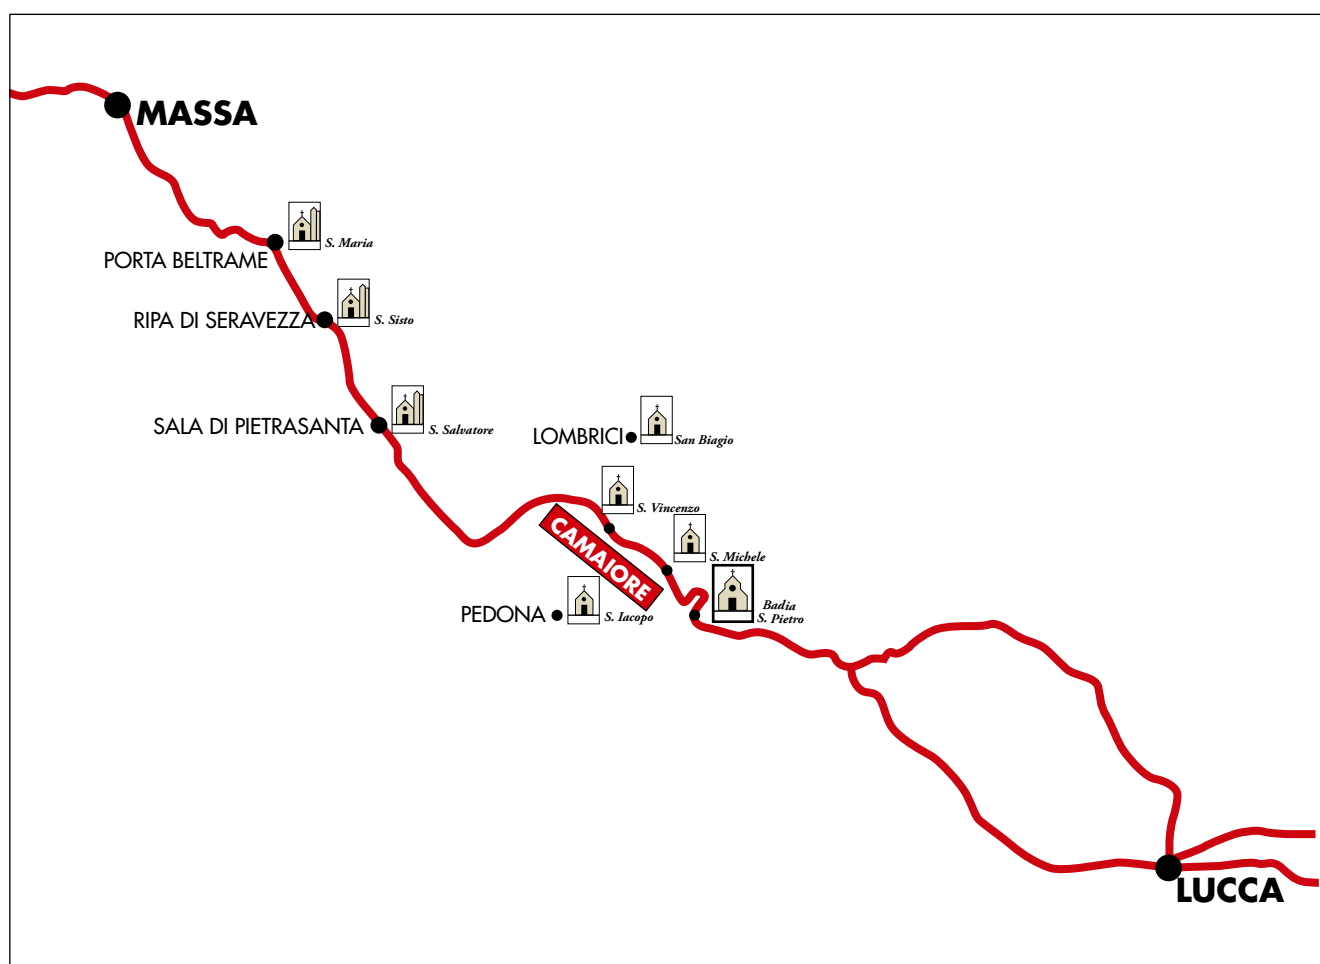 MASSA
S. Maria
PORTA BELTRAME
RIPA DI SERAVEZZA
S. Sisto
SALA DI PIETRASANTA
S. Salvatore
LOMBRICI
San Biagio
S. Vincenzo
CAMAIORE
S. Michele
PEDONA
S. Iacopo
Badia
S. Pietro
LUCCA